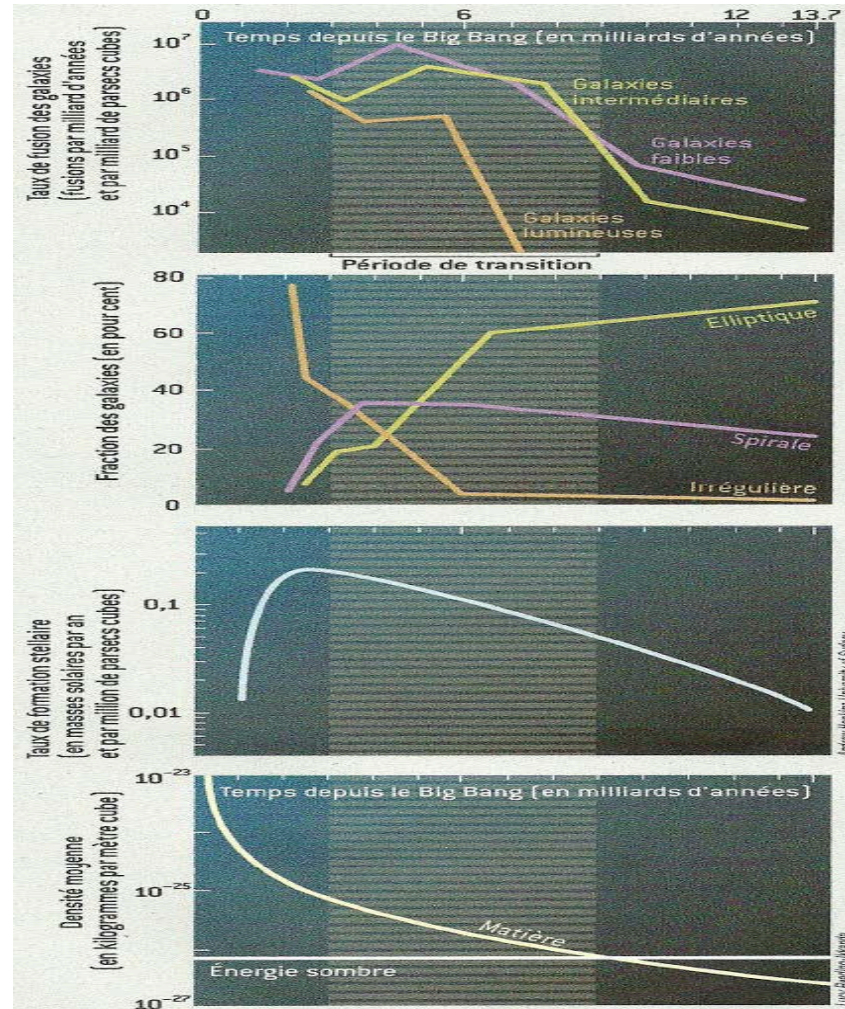 0
6
12
13.7
Temps depuis le Big Bang (en milliards d'années)
Taux de fusion des galaxies
(fusions par milliard d'années
et par milliard de parsecs cubes)
10⁷
10⁶
10⁵
10⁴
Galaxies
intermédiaires
Galaxies
faibles
Galaxies
lumineuses
Période de transition
Fraction des galaxies (en pour cent)
80
60
40
20
0
Elliptique
Spirale
Irrégulière
Taux de formation stellaire
(en masses solaires par an
et par million de parsecs cubes)
0,1
0,01
Densité moyenne
(en kilogrammes par mètre cube)
10⁻²³
10⁻²⁵
10⁻²⁷
Temps depuis le Big Bang (en milliards d'années)
Matière
Énergie sombre